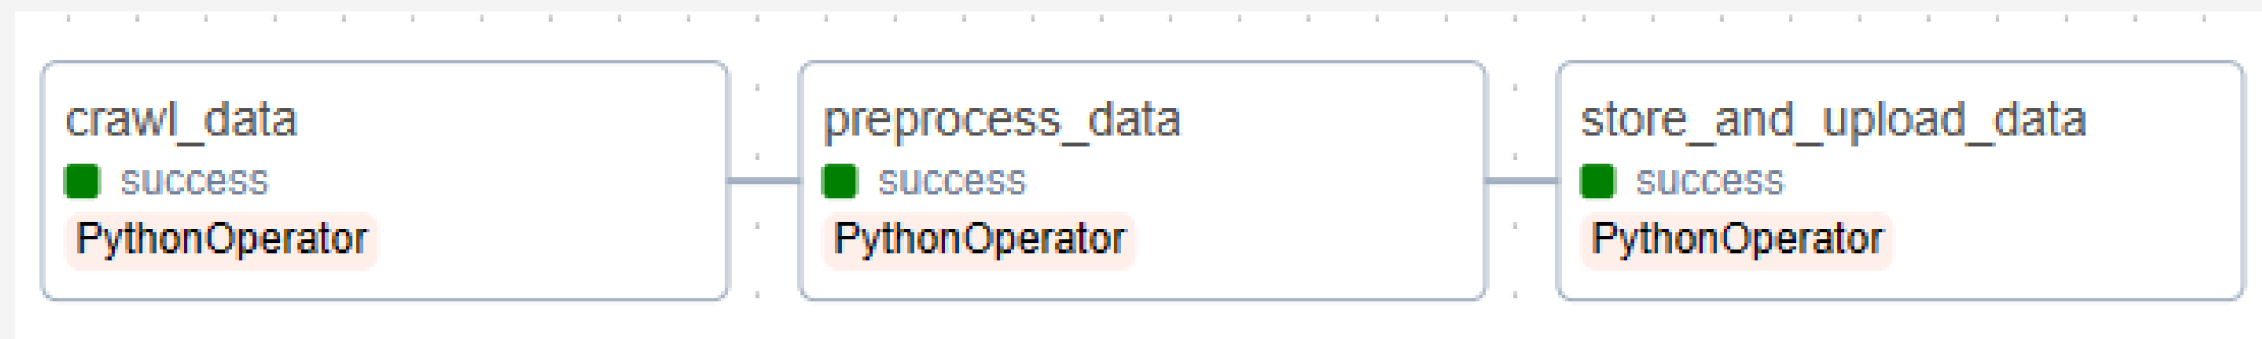 crawl_data
success
PythonOperator
preprocess_data
success
PythonOperator
store_and_upload_data
success
PythonOperator